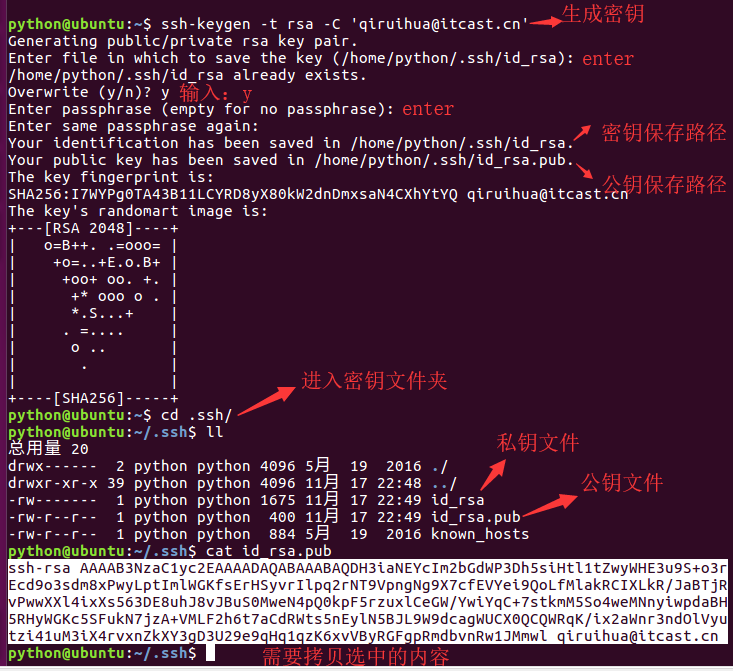 python@ubuntu:~$ ssh-keygen -t rsa -C 'qiruihua@itcast.cn' 生成密钥
Generating public/private rsa key pair.
Enter file in which to save the key (/home/python/.ssh/id_rsa): enter
/home/python/.ssh/id_rsa already exists.
Overwrite (y/n)? y 输入：y
Enter passphrase (empty for no passphrase): enter
Enter same passphrase again:
Your identification has been saved in /home/python/.ssh/id_rsa. 密钥保存路径
Your public key has been saved in /home/python/.ssh/id_rsa.pub.
The key fingerprint is: 公钥保存路径
SHA256:I7WYPg0TA43B11LCYRD8yX80kW2dnDmxsaN4CXhYtYQ qiruihua@itcast.cn
The key's randomart image is:
+---[RSA 2048]----+
|   o=B++. .=ooo= |
|    +o=..+E.o.B+ |
|     +oo+ oo. +. |
|      +* ooo o . |
|      *.S...+    |
|     . =....     |
|      o ..       |
|       .         |
|                 |
+----[SHA256]-----+
进入密钥文件夹
python@ubuntu:~$ cd .ssh/
python@ubuntu:~/.ssh$ ll
总用量 20 私钥文件
drwx------  2 python python 4096 5月  19  2016 ./
drwxr-xr-x 39 python python 4096 11月 17 22:48 ../ 公钥文件
-rw-------  1 python python 1675 11月 17 22:49 id_rsa
-rw-r--r--  1 python python  400 11月 17 22:49 id_rsa.pub
-rw-r--r--  1 python python  884 5月  19  2016 known_hosts
python@ubuntu:~/.ssh$ cat id_rsa.pub
ssh-rsa AAAAB3NzaC1yc2EAAAADAQABAAABAQDH3iaNEYcIm2bGdWP3Dh5siHtl1tZwyWHE3u9S+o3r
Ecd9o3sdm8xPwyLptImlWGKfsErHSyvrIlpq2rNT9VpngNg9X7cfEVYei9QoLfMlakRCIXLkR/JaBTjR
vPwwXXl4ixXs563DE8uhJ8vJBuS0MweN4pQ0kpF5rzuxlCeGW/YwiYqC+7stkmM5So4weMNnyiwpdaBH
5RHyWGKc5SFukN7jzA+VMLF2h6t7aCdRWts5nEylN5BJL9W9dcagWUCX0QCQWRqK/ix2aWnr3ndOlVyu
tzi41uM3iX4rvxnZkXY3gD3U29e9qHq1qzK6xvVByRGFgpRmdbvnRw1JMmwl qiruihua@itcast.cn
python@ubuntu:~/.ssh$ 需要拷贝选中的内容